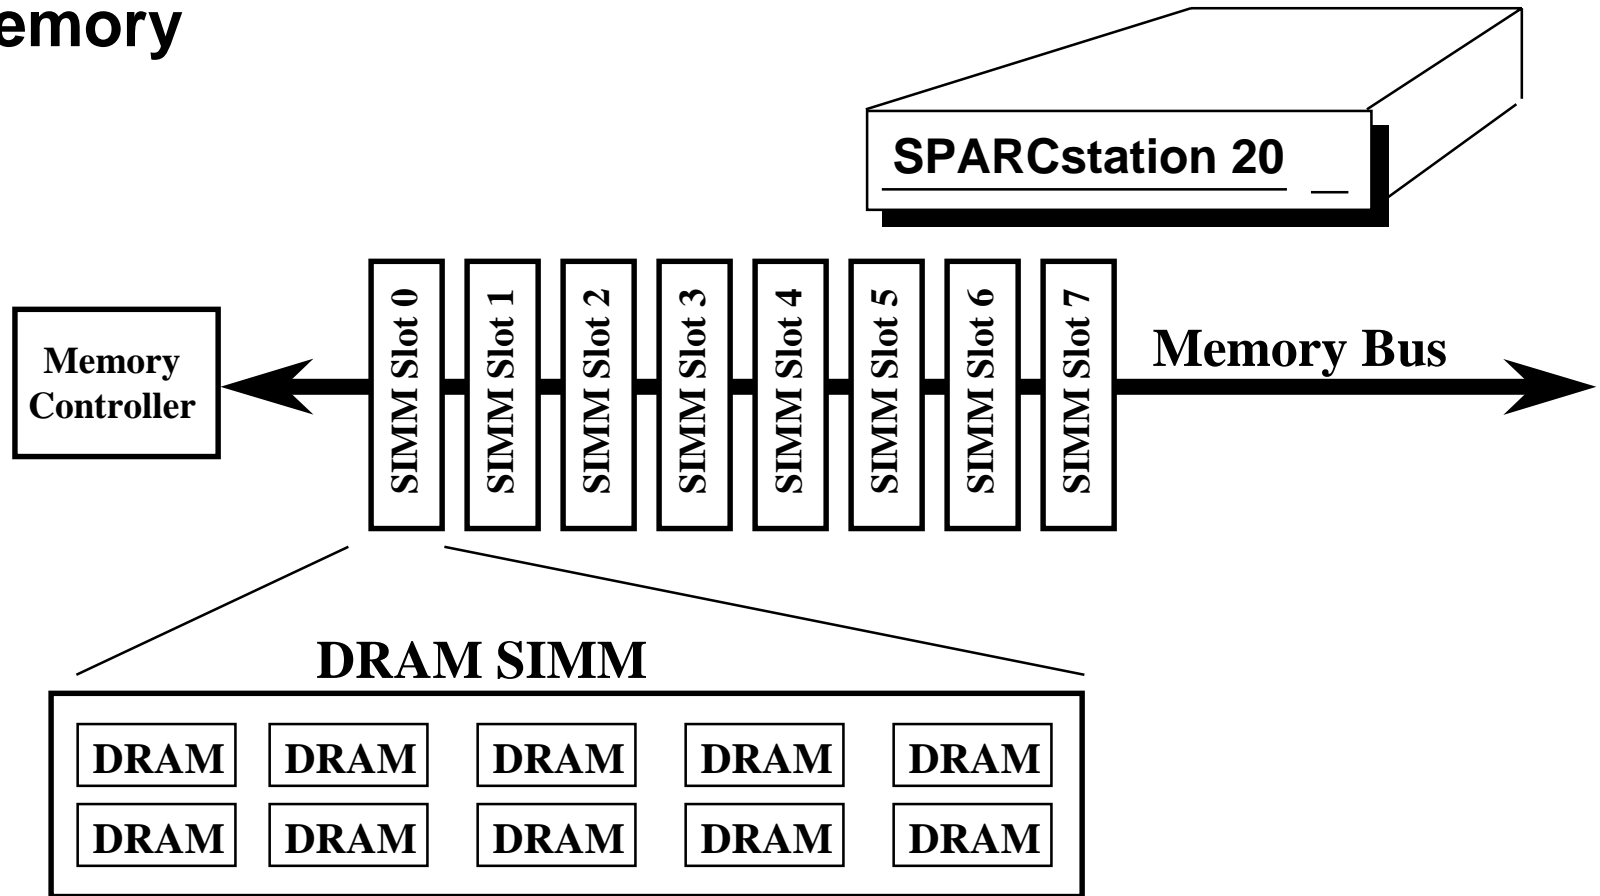 emory
SPARCstation 20
SIMM Slot 0
SIMM Slot 1
SIMM Slot 2
SIMM Slot 3
SIMM Slot 4
SIMM Slot 5
SIMM Slot 6
SIMM Slot 7
Memory Bus
Memory
Controller
DRAM SIMM
DRAM DRAM DRAM DRAM DRAM
DRAM DRAM DRAM DRAM DRAM